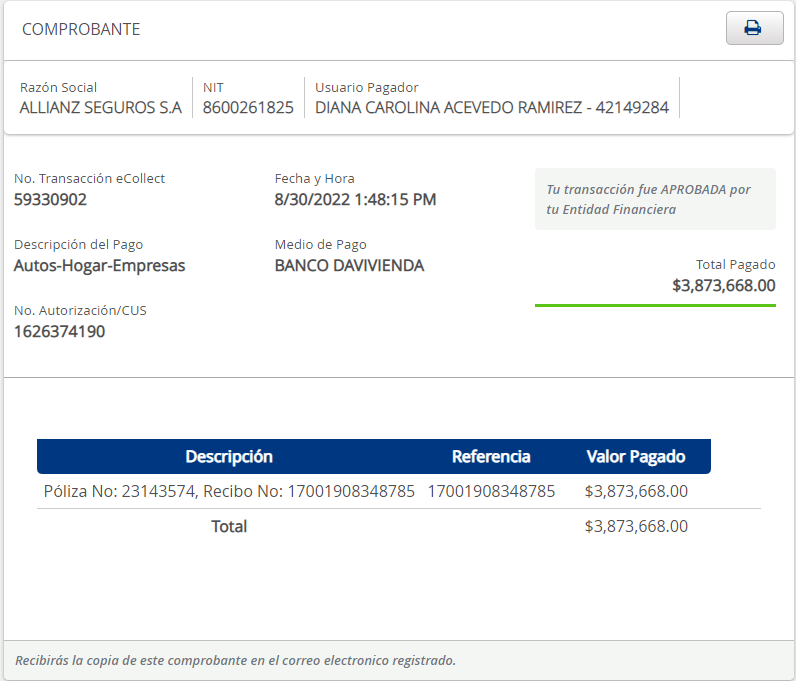 COMPROBANTE
Razón Social
ALLIANZ SEGUROS S.A
NIT
8600261825
Usuario Pagador
DIANA CAROLINA ACEVEDO RAMIREZ - 42149284
No. Transacción eCollect
59330902
Fecha y Hora
8/30/2022 1:48:15 PM
Tu transacción fue APROBADA por
tu Entidad Financiera
Descripción del Pago
Autos-Hogar-Empresas
Medio de Pago
BANCO DAVIVIENDA
Total Pagado
$3,873,668.00
No. Autorización/CUS
1626374190
Descripción Referencia Valor Pagado
Póliza No: 23143574, Recibo No: 17001908348785 17001908348785 $3,873,668.00
Total $3,873,668.00
Recibirás la copia de este comprobante en el correo electronico registrado.